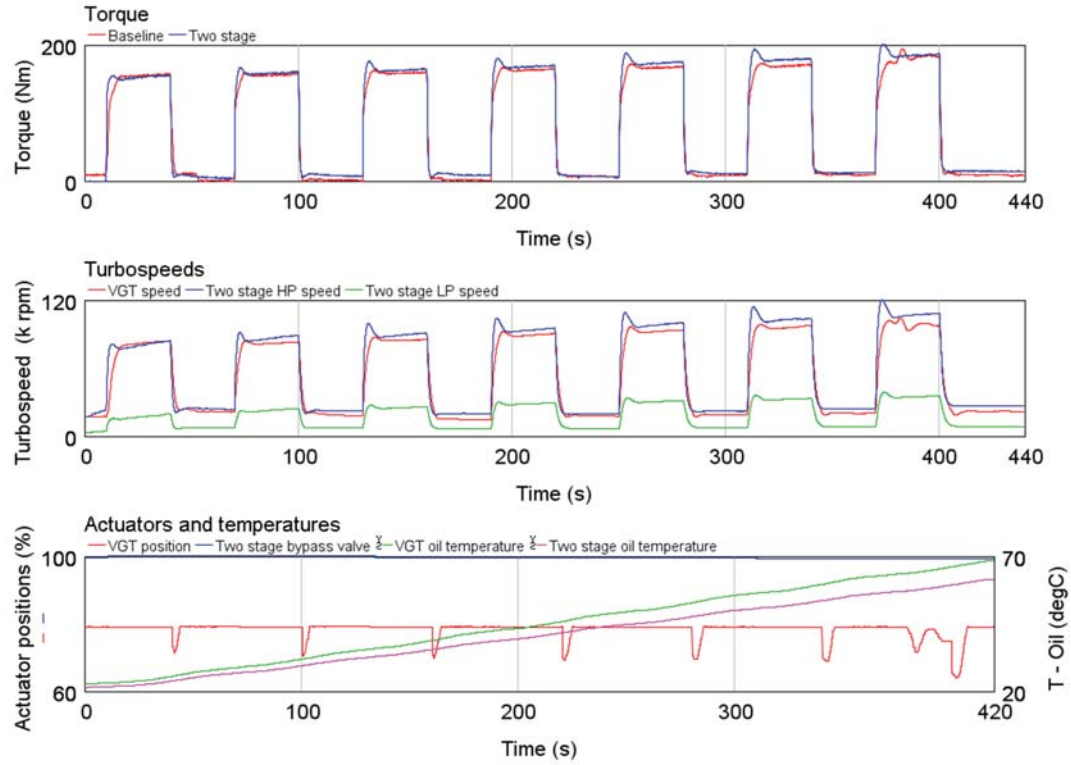 Torque
Baseline Two stage
200
0
Torque (Nm)
0 100 200 300 400 440
Time (s)
Turbospeeds
VGT speed Two stage HP speed Two stage LP speed
120
0
Turbospeed (k rpm)
0 100 200 300 400 440
Time (s)
Actuators and temperatures
VGT position Two stage bypass valve VGT oil temperature Two stage oil temperature
100 70
60 20
Actuator positions (%)
T - Oil (degC)
0 100 200 300 420
Time (s)